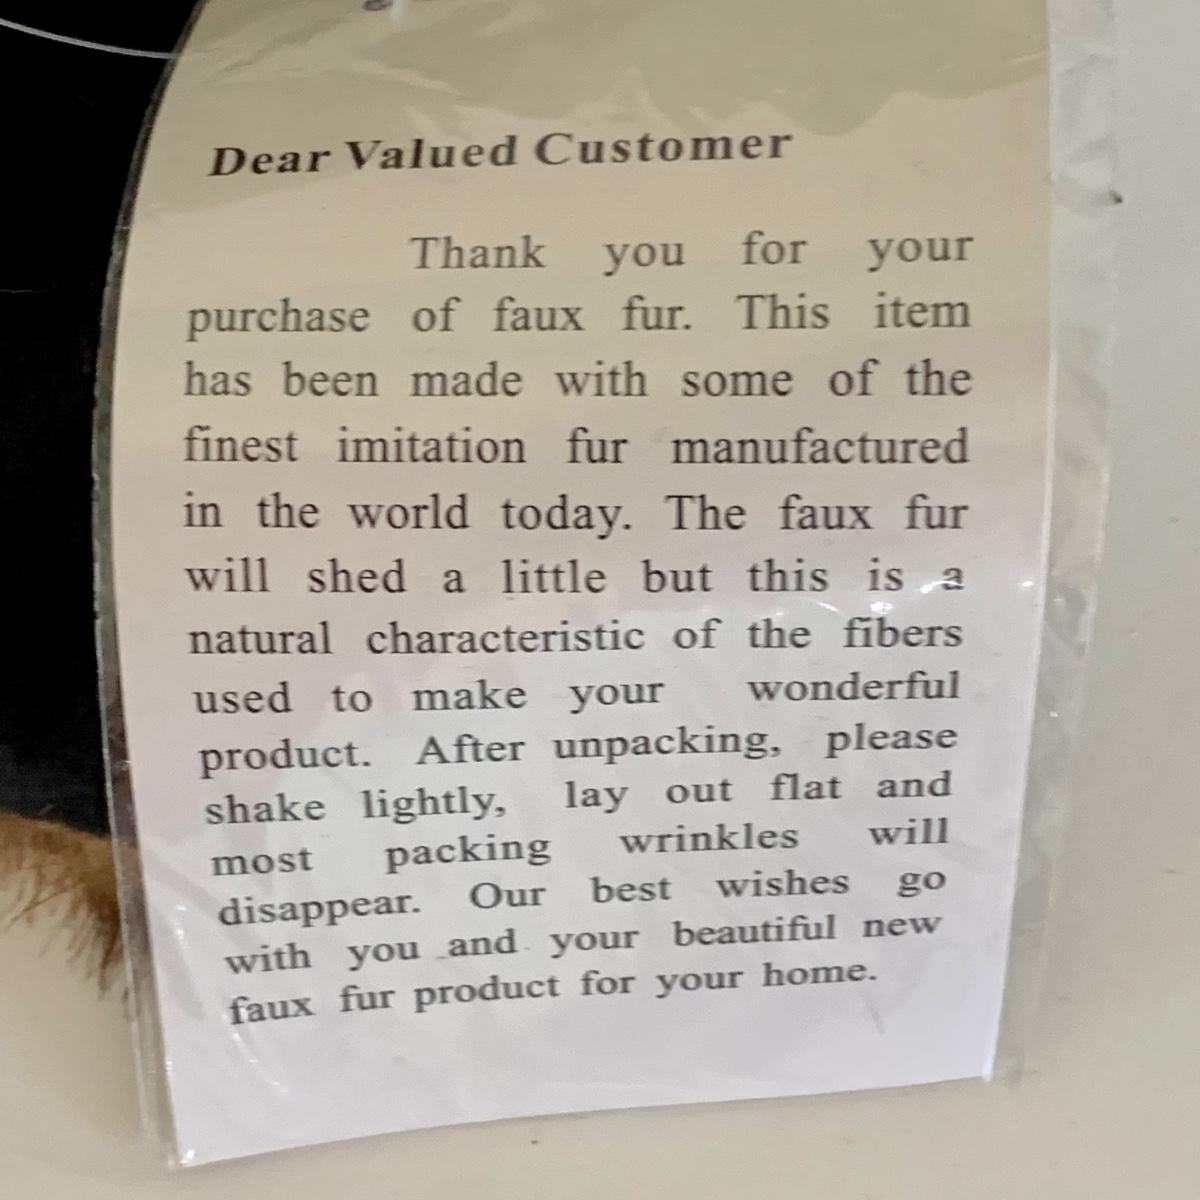 Dear Valued Customer
Thank you for your
purchase of faux fur. This item
has been made with some of the
finest imitation fur manufactured
in the world today. The faux fur
will shed a little but this is a
natural characteristic of the fibers
used to make your wonderful
product. After unpacking, please
shake lightly, lay out flat and
most packing wrinkles will
disappear. Our best wishes go
with you and your beautiful new
faux fur product for your home.